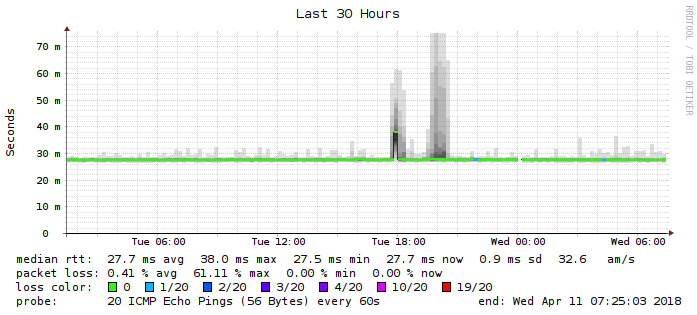 Last 30 Hours
RRDTOOL / TOBI OETIKER
Seconds
70 m
60 m
50 m
40 m
30 m
20 m
10 m
0
Tue 06:00 Tue 12:00 Tue 18:00 Wed 00:00 Wed 06:00
median rtt: 27.7 ms avg 38.0 ms max 27.5 ms min 27.7 ms now 0.9 ms sd 32.6 am/s
packet loss: 0.41 % avg 61.11 % max 0.00 % min 0.00 % now
loss color: 0 1/20 2/20 3/20 4/20 10/20 19/20
probe: 20 ICMP Echo Pings (56 Bytes) every 60s end: Wed Apr 11 07:25:03 2018